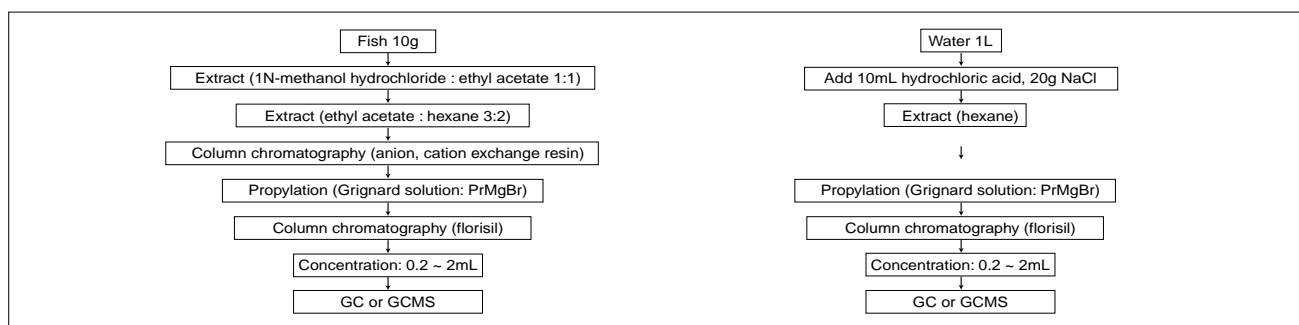 Fish 10g
Extract (1N-methanol hydrochloride : ethyl acetate 1:1)
Extract (ethyl acetate : hexane 3:2)
Column chromatography (anion, cation exchange resin)
Propylation (Grignard solution: PrMgBr)
Column chromatography (florisil)
Concentration: 0.2 ~ 2mL
GC or GCMS
Water 1L
Add 10mL hydrochloric acid, 20g NaCl
Extract (hexane)
Propylation (Grignard solution: PrMgBr)
Column chromatography (florisil)
Concentration: 0.2 ~ 2mL
GC or GCMS